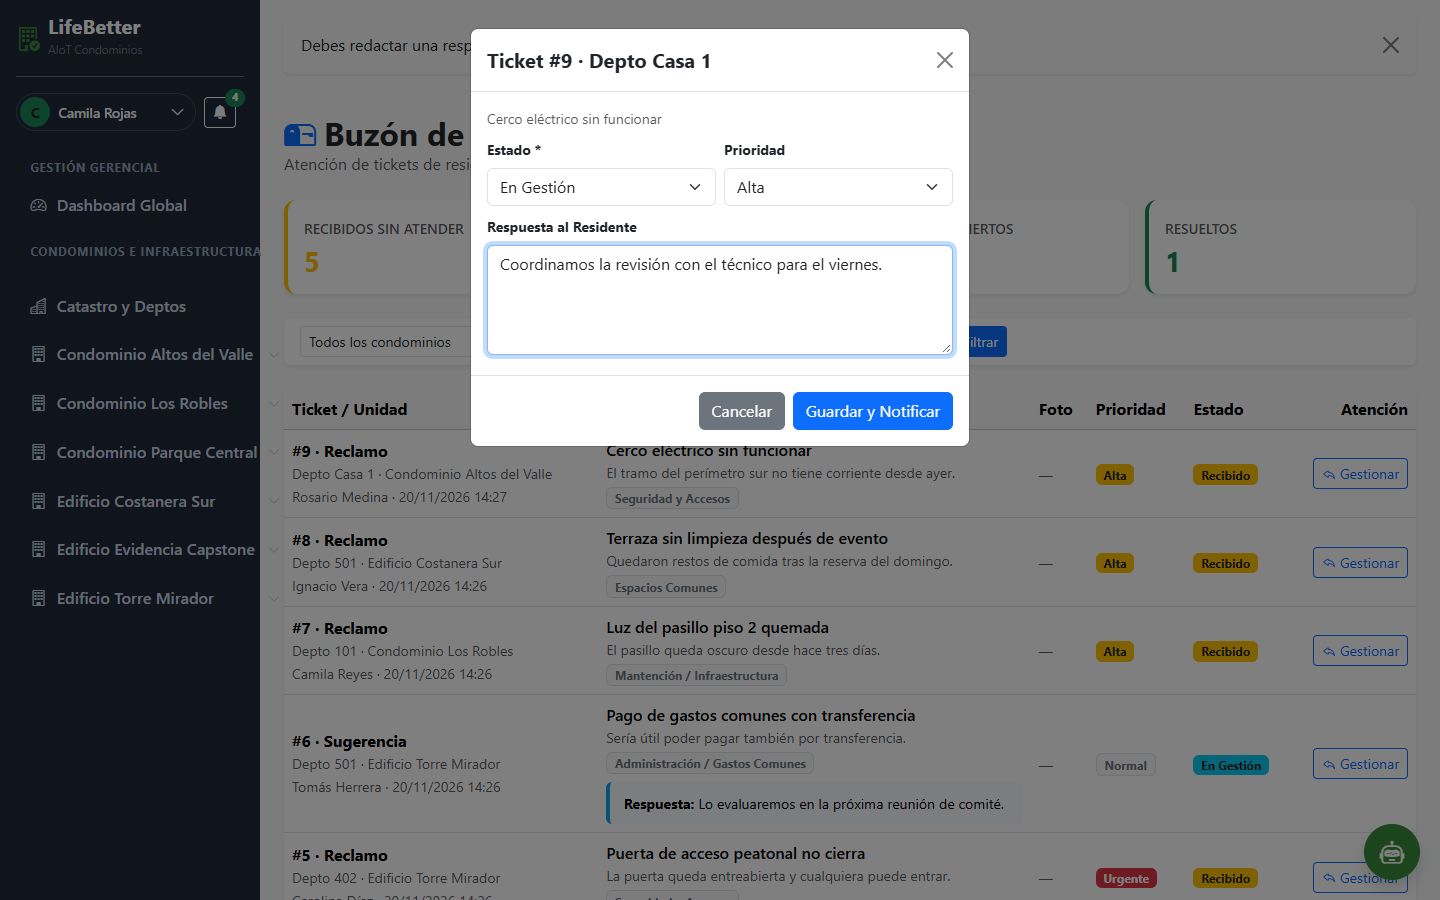 LifeBetter
AIoT Condominios
C Camila Rojas
4
GESTIÓN GERENCIAL
Dashboard Global
CONDOMINIOS E INFRAESTRUCTURA
Catastro y Deptos
Condominio Altos del Valle
Condominio Los Robles
Condominio Parque Central
Edificio Costanera Sur
Edificio Evidencia Capstone
Edificio Torre Mirador
Debes redactar una
Buzón de
Atención de tickets de
RECIBIDOS SIN ATENDER
5
RESUELTOS
1
Todos los condominios
Ticket #9 · Depto Casa 1
Cerco eléctrico sin funcionar
Estado *
Prioridad
En Gestión
Alta
Respuesta al Residente
Coordinamos la revisión con el técnico para el viernes.
Cancelar
Guardar y Notificar
Ticket / Unidad
Foto
Prioridad
Estado
Atención
#9 · Reclamo
Depto Casa 1 · Condominio Altos del Valle
Rosario Medina · 20/11/2026 14:27
Cerco eléctrico sin funcionar
El tramo del perímetro sur no tiene corriente desde ayer.
Seguridad y Accesos
—
Alta
Recibido
Gestionar
#8 · Reclamo
Depto 501 · Edificio Costanera Sur
Ignacio Vera · 20/11/2026 14:26
Terraza sin limpieza después de evento
Quedaron restos de comida tras la reserva del domingo.
Espacios Comunes
—
Alta
Recibido
Gestionar
#7 · Reclamo
Depto 101 · Condominio Los Robles
Camila Reyes · 20/11/2026 14:26
Luz del pasillo piso 2 quemada
El pasillo queda oscuro desde hace tres días.
Mantención / Infraestructura
—
Alta
Recibido
Gestionar
#6 · Sugerencia
Depto 501 · Edificio Torre Mirador
Tomás Herrera · 20/11/2026 14:26
Pago de gastos comunes con transferencia
Sería útil poder pagar también por transferencia.
Administración / Gastos Comunes
Respuesta: Lo evaluaremos en la próxima reunión de comité.
—
Normal
En Gestión
Gestionar
#5 · Reclamo
Depto 402 · Edificio Torre Mirador
Puerta de acceso peatonal no cierra
La puerta queda entreabierta y cualquiera puede entrar.
—
Urgente
Recibido